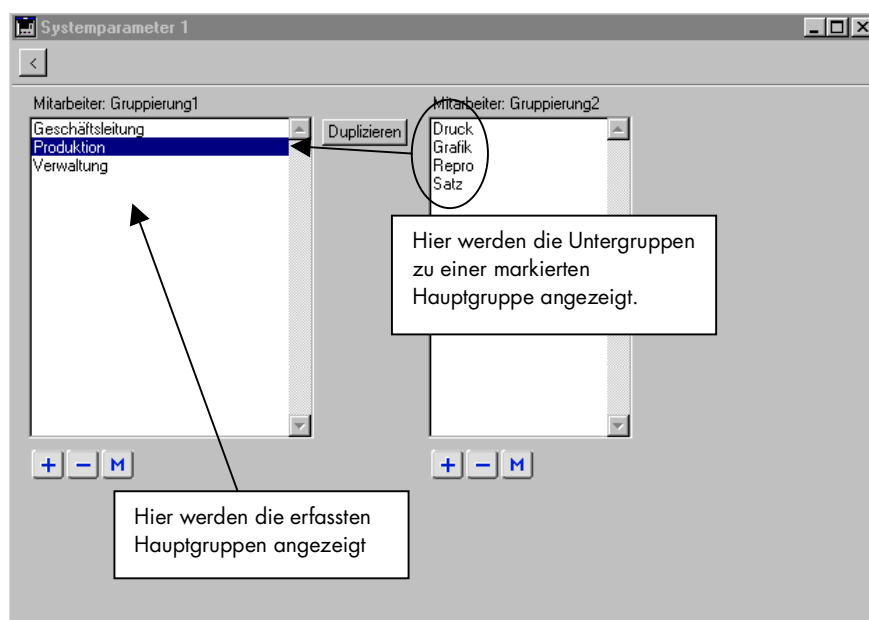 Systemparameter 1
<
Mitarbeiter: Gruppierung1
Geschäftsleitung
Produktion
Verwaltung
Duplizieren
Mitarbeiter: Gruppierung2
Druck
Grafik
Repro
Satz
Hier werden die Untergruppen
zu einer markierten
Hauptgruppe angezeigt.
+ − M
+ − M
Hier werden die erfassten
Hauptgruppen angezeigt